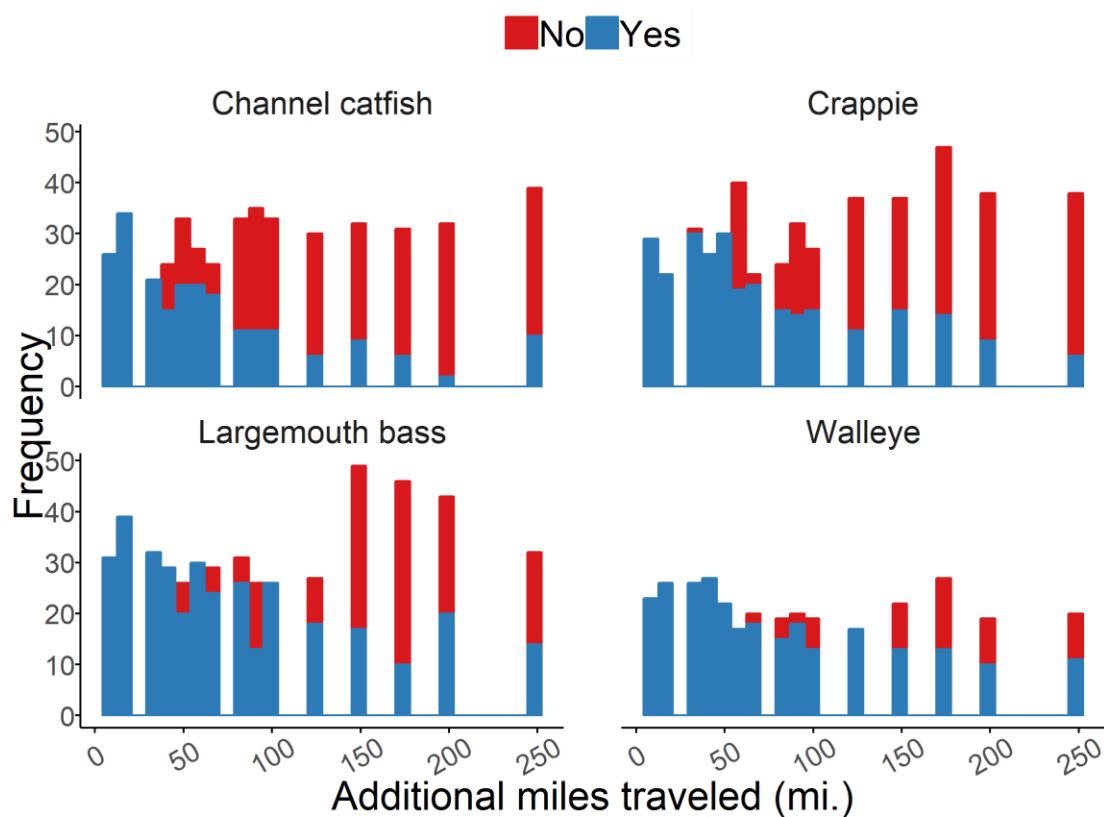 No Yes
Channel catfish
Crappie
50
40
30
20
10
0
Largemouth bass
Walleye
50
40
30
20
10
0
Frequency
0 50 100 150 200 250
0 50 100 150 200 250
Additional miles traveled (mi.)